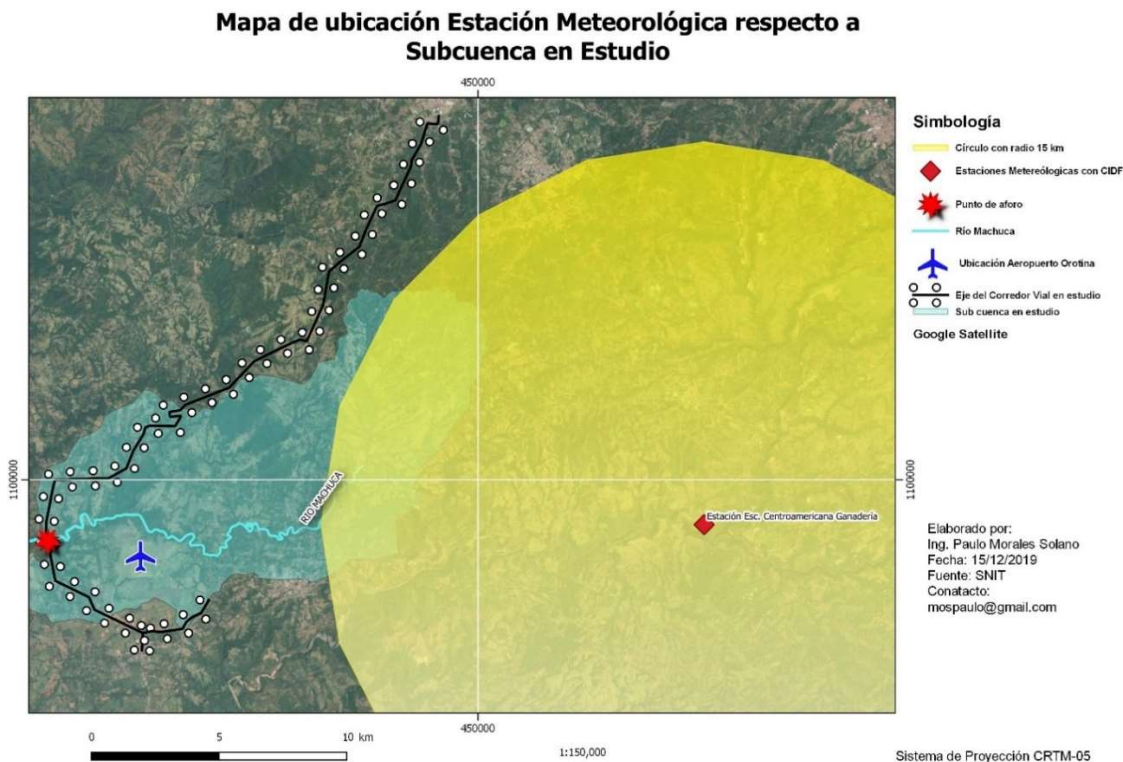 Mapa de ubicación Estación Meteorológica respecto a
Subcuenca en Estudio
450000
1100000
1100000
450000
RIO MACHUCA
Estación Esc. Centroamericana Ganadería
Simbología
Círculo con radio 15 km
Estaciones Metereólogicas con CIDF
Punto de aforo
Río Machuca
Ubicación Aeropuerto Orotina
Eje del Corredor Vial en estudio
Sub cuenca en estudio
Google Satellite
Elaborado por:
Ing. Paulo Morales Solano
Fecha: 15/12/2019
Fuente: SNIT
Conatacto:
mospaulo@gmail.com
0 5 10 km
1:150,000
Sistema de Proyección CRTM-05